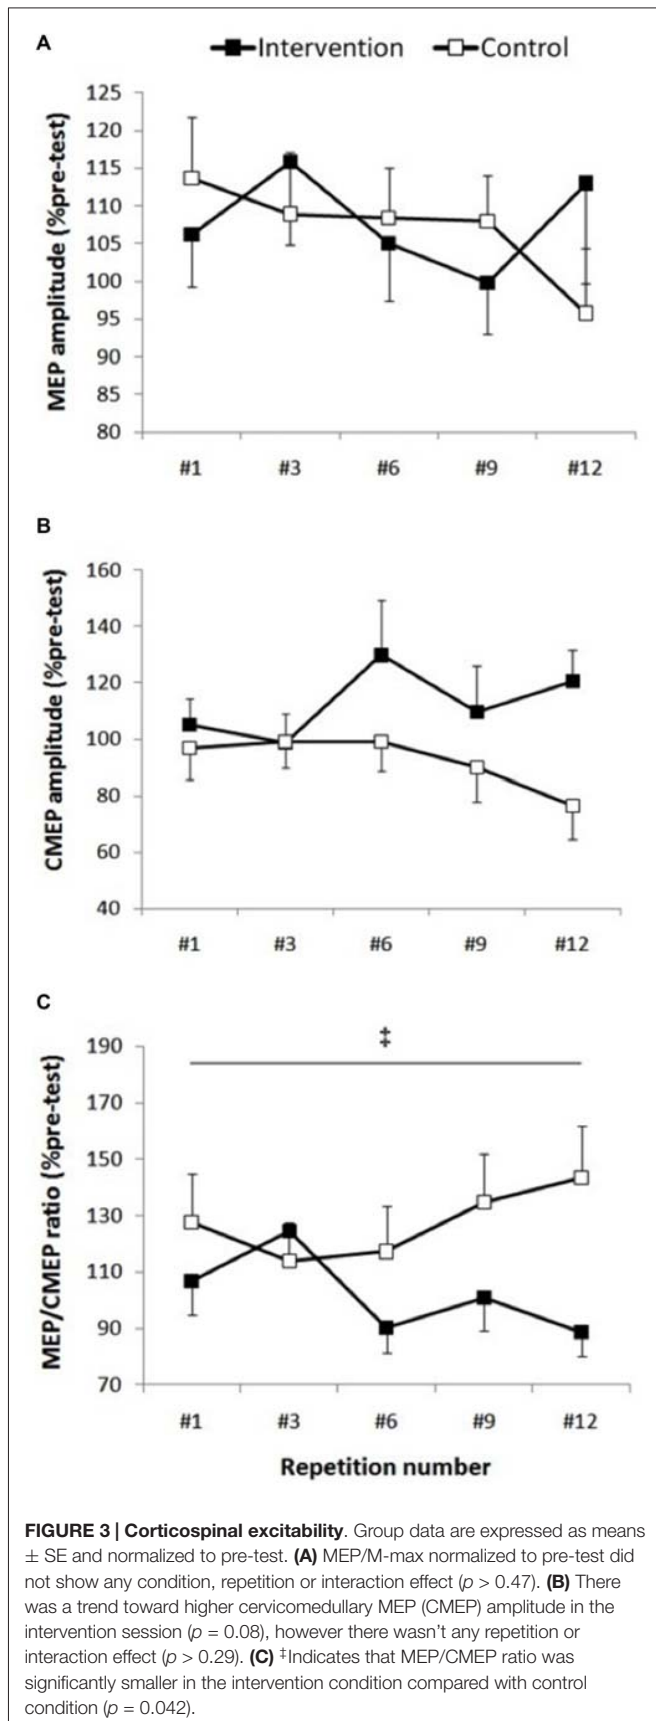 A
Intervention Control
125
120
115
110
105
100
95
90
85
80
MEP amplitude (%pre-test)
#1 #3 #6 #9 #12
B
160
140
120
100
80
60
40
CMEP amplitude (%pre-test)
#1 #3 #6 #9 #12
C
‡
190
170
150
130
110
90
70
MEP/CMEP ratio (%pre-test)
#1 #3 #6 #9 #12
Repetition number
FIGURE 3 | Corticospinal excitability. Group data are expressed as means
± SE and normalized to pre-test. (A) MEP/M-max normalized to pre-test did
not show any condition, repetition or interaction effect (p > 0.47). (B) There
was a trend toward higher cervicomedullary MEP (CMEP) amplitude in the
intervention session (p = 0.08), however there wasn't any repetition or
interaction effect (p > 0.29). (C) ‡Indicates that MEP/CMEP ratio was
significantly smaller in the intervention condition compared with control
condition (p = 0.042).